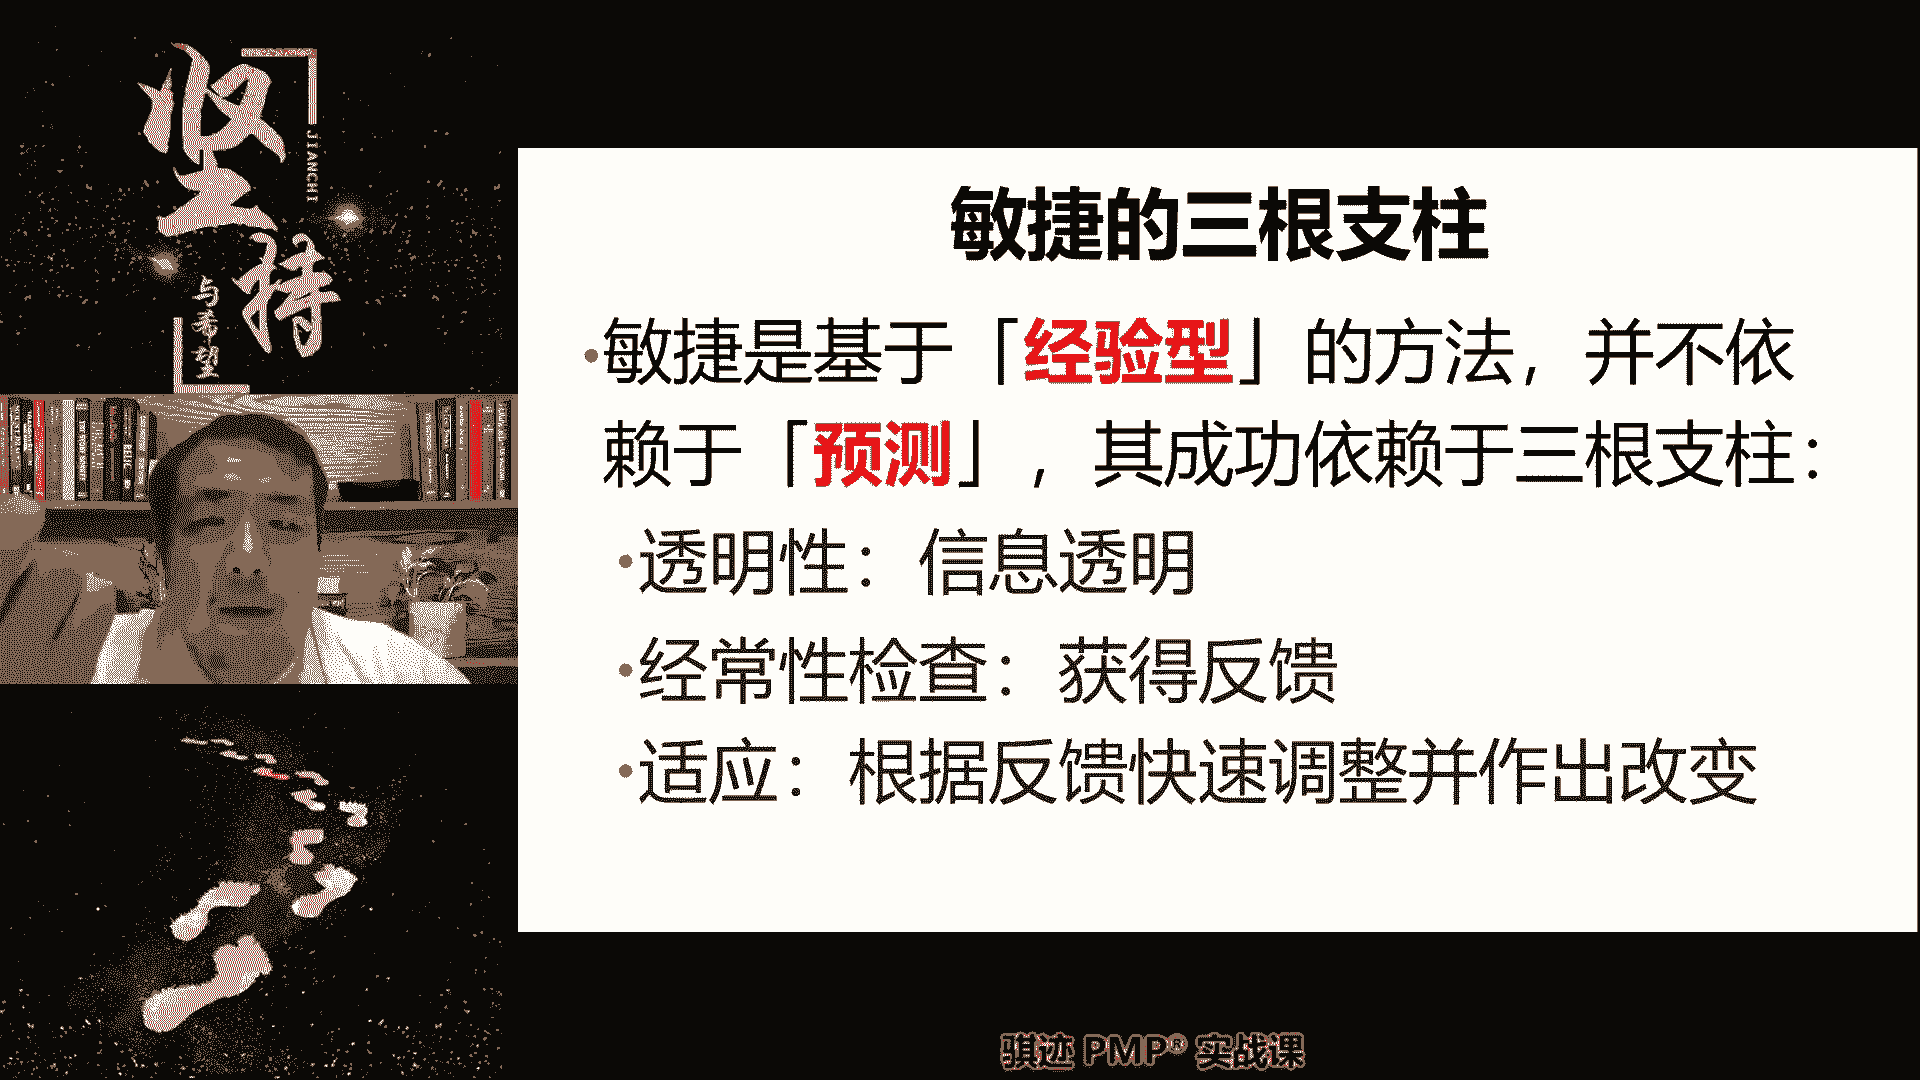 坚持
JIANCHI
与希望
敏捷的三根支柱
•敏捷是基于「经验型」的方法，并不依
赖于「预测」，其成功依赖于三根支柱：
•透明性：信息透明
•经常性检查：获得反馈
•适应：根据反馈快速调整并作出改变
骐迹 PMP® 实战课